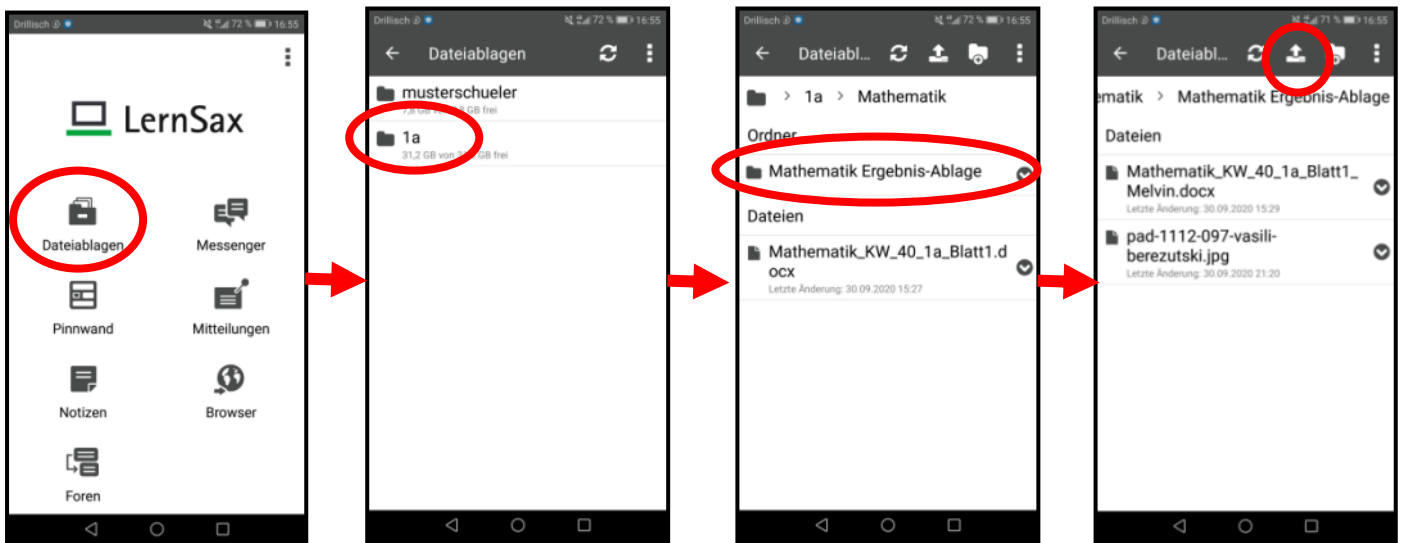 Drillisch 72 % 16:55
LernSax
Dateiablagen Messenger
Pinnwand Mitteilungen
Notizen Browser
Foren
Drillisch 72 % 16:55
Dateiablagen
musterschueler
GB frei
1a
31,2 GB von GB frei
Drillisch 72 % 16:55
Dateiabl...
> 1a > Mathematik
Ordner
Mathematik Ergebnis-Ablage
Dateien
Mathematik_KW_40_1a_Blatt1.d
ocx
Letzte Änderung: 30.09.2020 15:27
Drillisch 71 % 16:55
Dateiabl...
ematik > Mathematik Ergebnis-Ablage
Dateien
Mathematik_KW_40_1a_Blatt1_
Melvin.docx
Letzte Änderung: 30.09.2020 15:29
pad-1112-097-vasili-
berezutski.jpg
Letzte Änderung: 30.09.2020 21:20